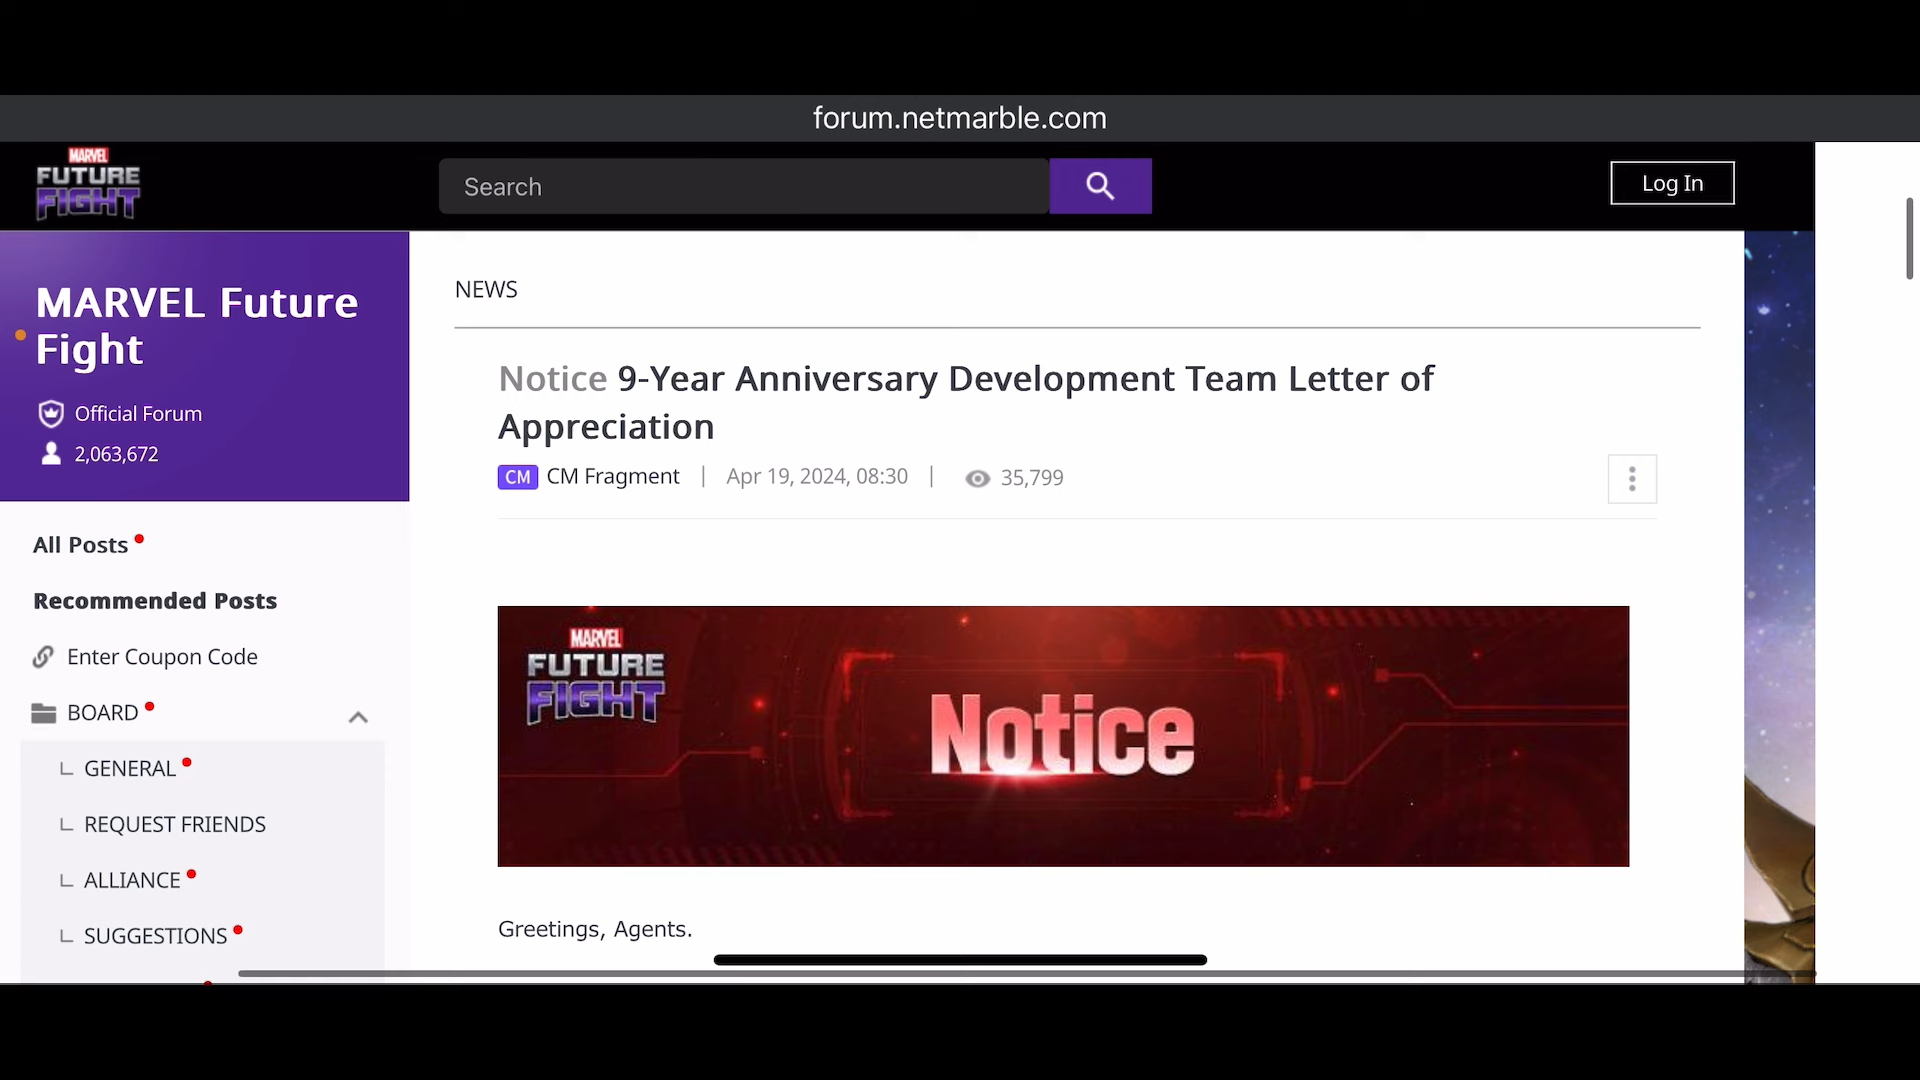 forum.netmarble.com
MARVEL
FUTURE
FIGHT
Search
Log In
MARVEL Future
Fight
Official Forum
2,063,672
All Posts
Recommended Posts
Enter Coupon Code
BOARD
GENERAL
REQUEST FRIENDS
ALLIANCE
SUGGESTIONS
NEWS
Notice 9-Year Anniversary Development Team Letter of
Appreciation
CM CM Fragment | Apr 19, 2024, 08:30 | 35,799
MARVEL
FUTURE
FIGHT
Notice
Greetings, Agents.